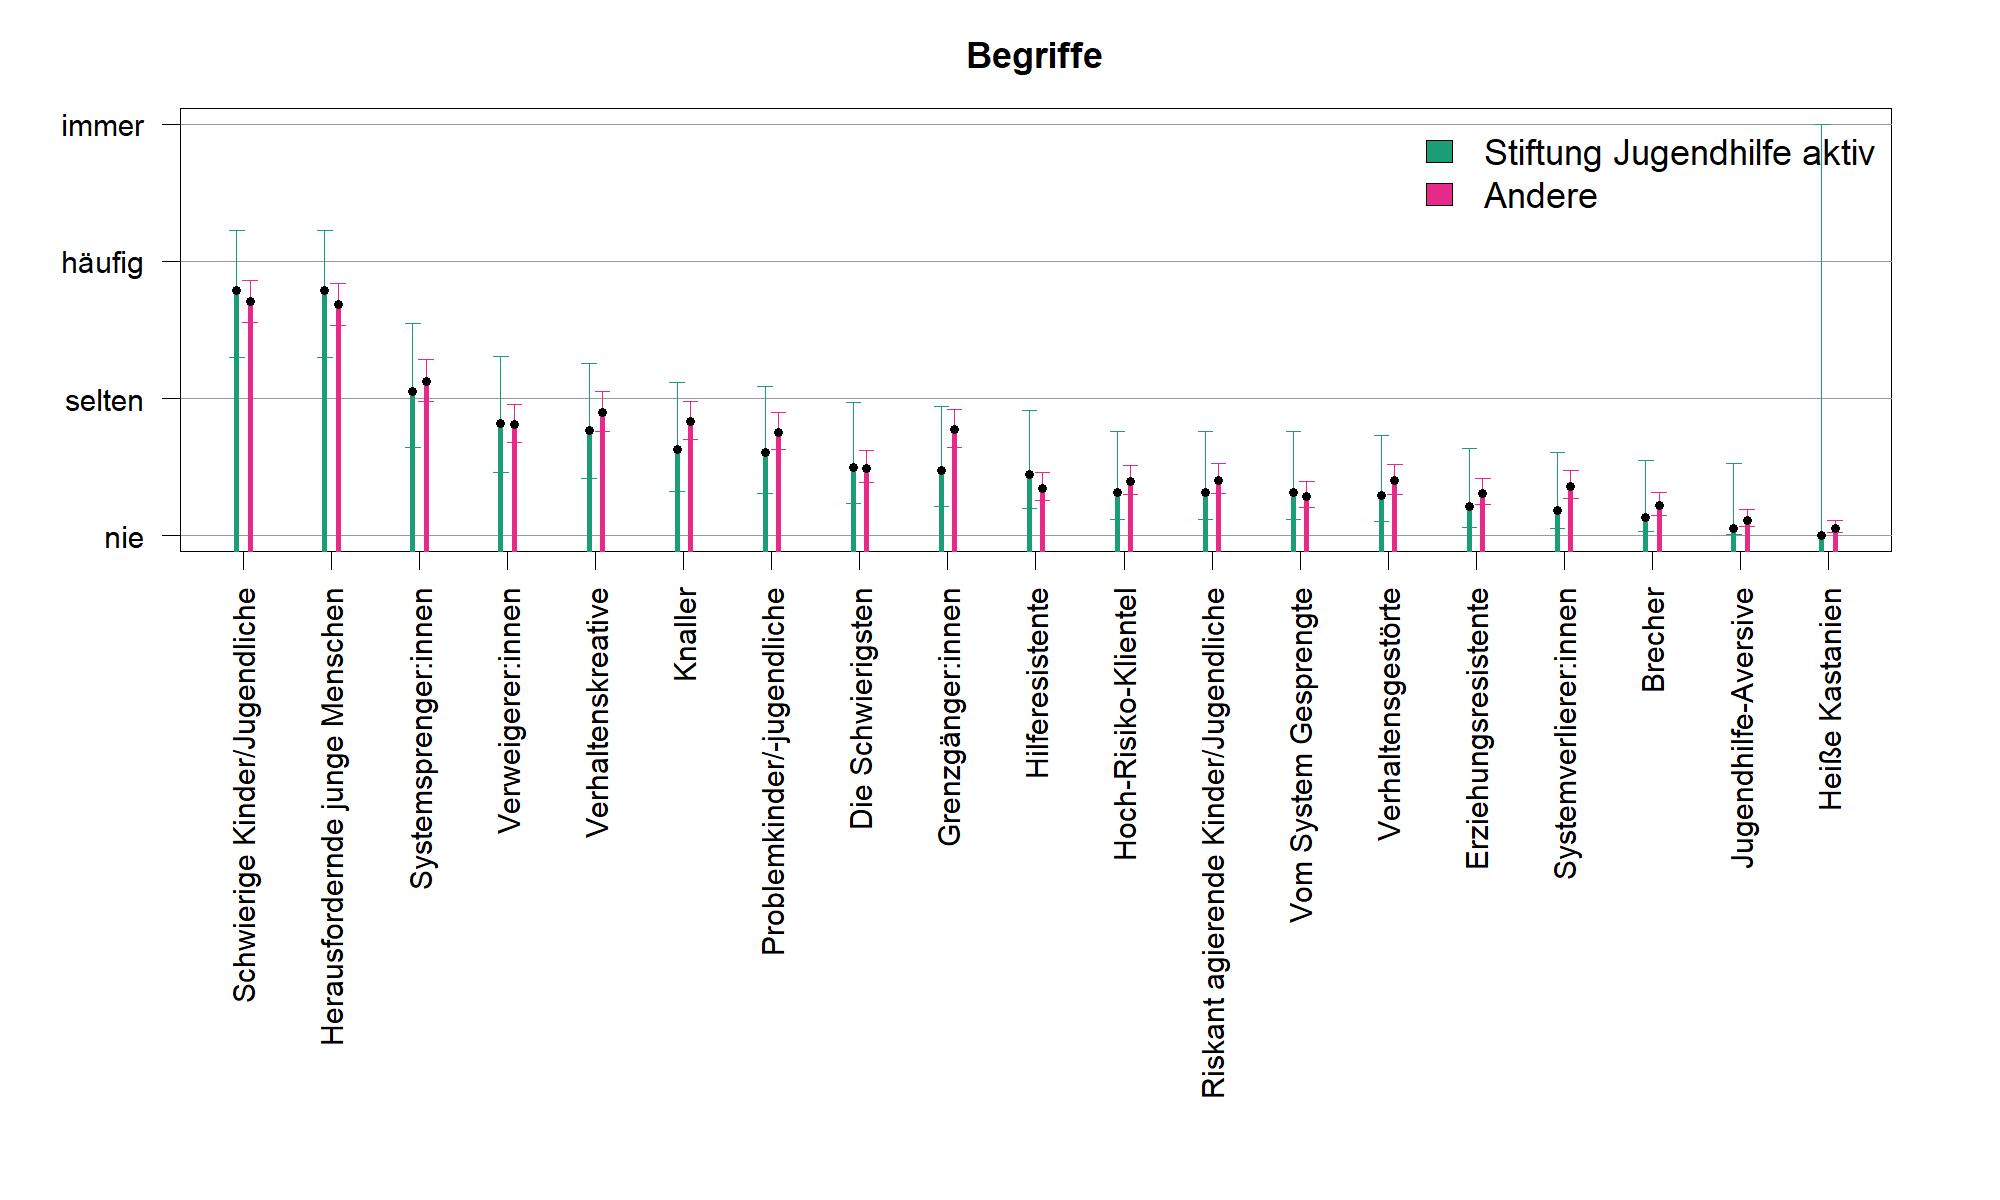 Begriffe
immer
häufig
selten
nie
Stiftung Jugendhilfe aktiv
Andere
Schwierige Kinder/Jugendliche
Herausfordernde junge Menschen
Systemsprenger:innen
Verweigerer:innen
Verhaltenskreative
Knaller
Problemkinder/-jugendliche
Die Schwierigsten
Grenzgänger:innen
Hilferesistente
Hoch-Risiko-Klientel
Riskant agierende Kinder/Jugendliche
Vom System Gesprengte
Verhaltensgestörte
Erziehungsresistente
Systemverlierer:innen
Brecher
Jugendhilfe-Aversive
Heiße Kastanien